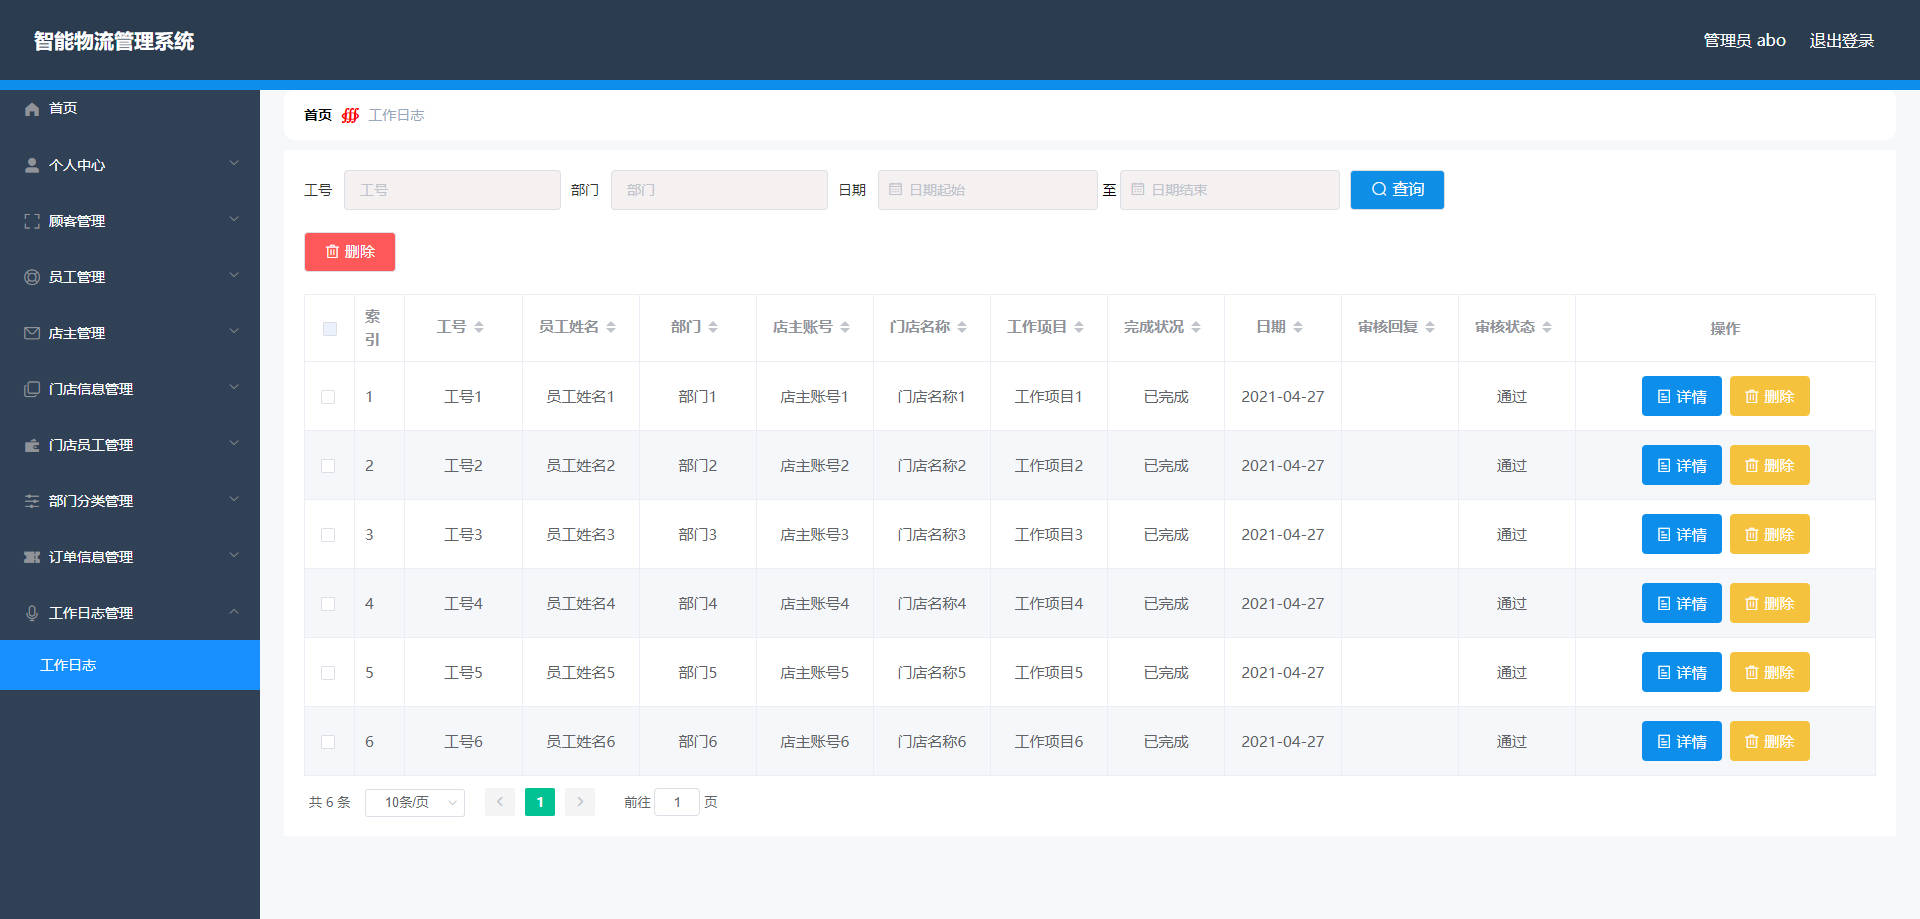 智能物流管理系统
管理员 abo 退出登录
首页
个人中心
顾客管理
员工管理
店主管理
门店信息管理
门店员工管理
部门分类管理
订单信息管理
工作日志管理
工作日志
首页 工作日志
工号 工号 部门 部门 日期 日期起始 至 日期结束 查询
删除
索引 工号 员工姓名 部门 店主账号 门店名称 工作项目 完成状况 日期 审核回复 审核状态 操作
1 工号1 员工姓名1 部门1 店主账号1 门店名称1 工作项目1 已完成 2021-04-27 通过 详情 删除
2 工号2 员工姓名2 部门2 店主账号2 门店名称2 工作项目2 已完成 2021-04-27 通过 详情 删除
3 工号3 员工姓名3 部门3 店主账号3 门店名称3 工作项目3 已完成 2021-04-27 通过 详情 删除
4 工号4 员工姓名4 部门4 店主账号4 门店名称4 工作项目4 已完成 2021-04-27 通过 详情 删除
5 工号5 员工姓名5 部门5 店主账号5 门店名称5 工作项目5 已完成 2021-04-27 通过 详情 删除
6 工号6 员工姓名6 部门6 店主账号6 门店名称6 工作项目6 已完成 2021-04-27 通过 详情 删除
共 6 条 10条/页 1 前往 1 页